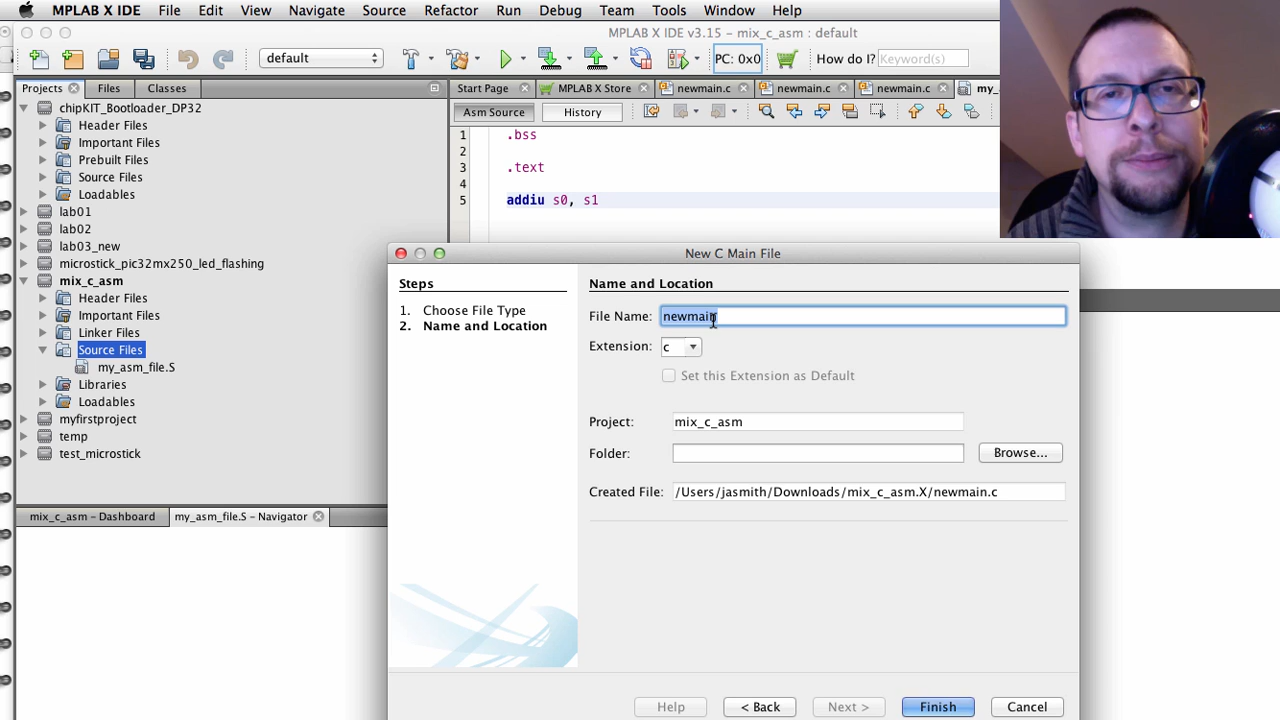 MPLAB X IDE File Edit View Navigate Source Refactor Run Debug Team Tools Window Help
MPLAB X IDE v3.15 - mix_c_asm : default
default
PC: 0x0
How do I?
Keyword(s)
Projects Files Classes
Start Page MPLAB X Store newmain.c newmain.c newmain.c my_
Asm Source History
chipKIT_Bootloader_DP32
Header Files
Important Files
Prebuilt Files
Source Files
Loadables
lab01
lab02
lab03_new
microstick_pic32mx250_led_flashing
mix_c_asm
Header Files
Important Files
Linker Files
Source Files
my_asm_file.S
Libraries
Loadables
myfirstproject
temp
test_microstick
1 .bss
2
3 .text
4
5 addiu s0, s1
mix_c_asm - Dashboard my_asm_file.S - Navigator
New C Main File
Steps
1. Choose File Type
2. Name and Location
Name and Location
File Name: newmain
Extension: c
Set this Extension as Default
Project: mix_c_asm
Folder:
Browse...
Created File: /Users/jasmith/Downloads/mix_c_asm.X/newmain.c
Help < Back Next > Finish Cancel